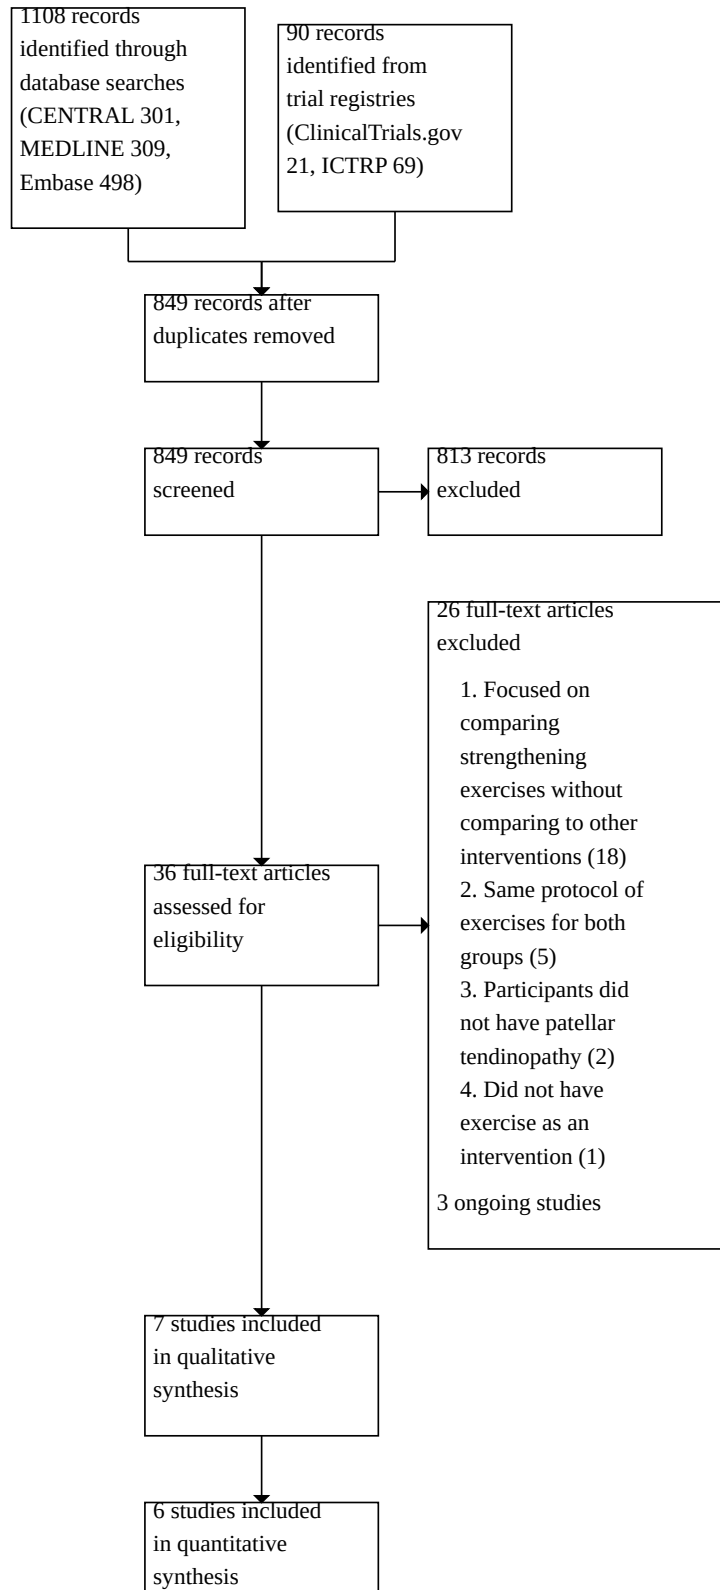 1108 records
identified through
database searches
(CENTRAL 301,
MEDLINE 309,
Embase 498)
90 records
identified from
trial registries
(ClinicalTrials.gov
21, ICTRP 69)
849 records after
duplicates removed
849 records
screened
813 records
excluded
36 full-text articles
assessed for
eligibility
26 full-text articles
excluded
1. Focused on
comparing
strengthening
exercises without
comparing to other
interventions (18)
2. Same protocol of
exercises for both
groups (5)
3. Participants did
not have patellar
tendinopathy (2)
4. Did not have
exercise as an
intervention (1)
3 ongoing studies
7 studies included
in qualitative
synthesis
6 studies included
in quantitative
synthesis